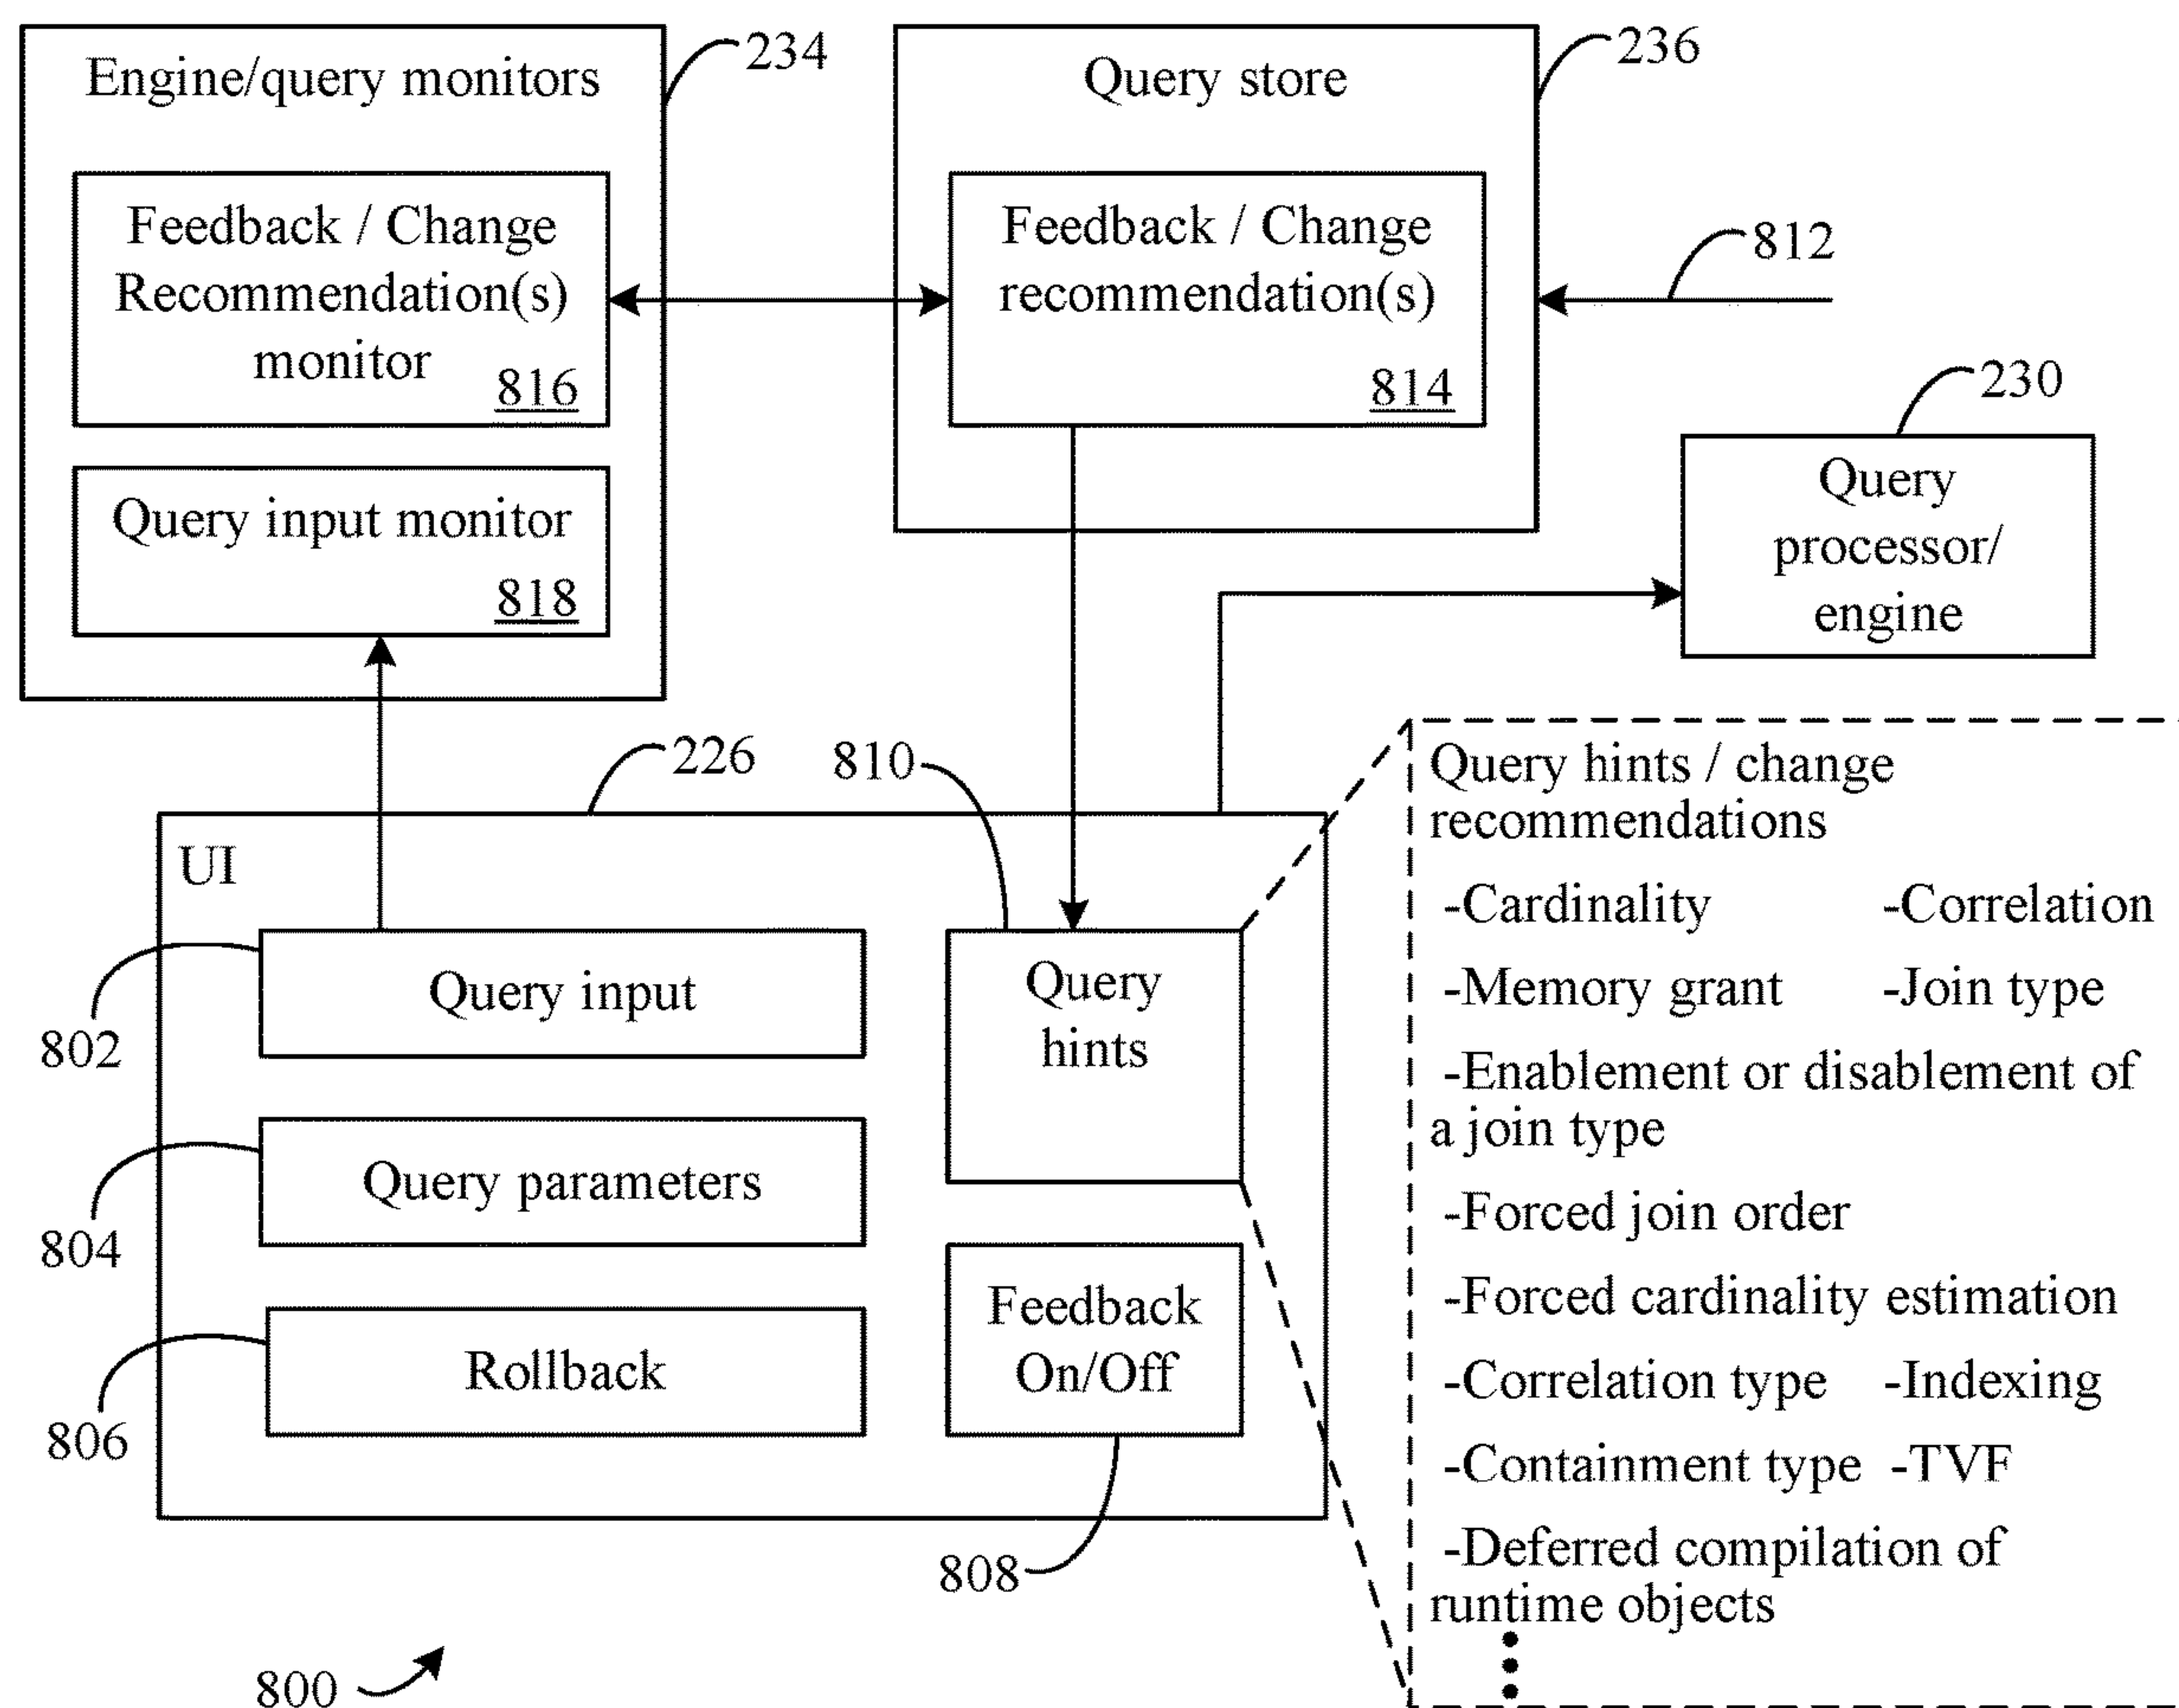 Engine/query monitors
234
Feedback / Change
Recommendation(s)
monitor
816
Query input monitor
818
Query store
236
Feedback / Change
recommendation(s)
814
812
230
Query
processor/
engine
226
810
UI
802
Query input
804
Query parameters
806
Rollback
Query
hints
Feedback
On/Off
808
Query hints / change
recommendations
-Cardinality -Correlation
-Memory grant -Join type
-Enablement or disablement of
a join type
-Forced join order
-Forced cardinality estimation
-Correlation type -Indexing
-Containment type -TVF
-Deferred compilation of
runtime objects
800